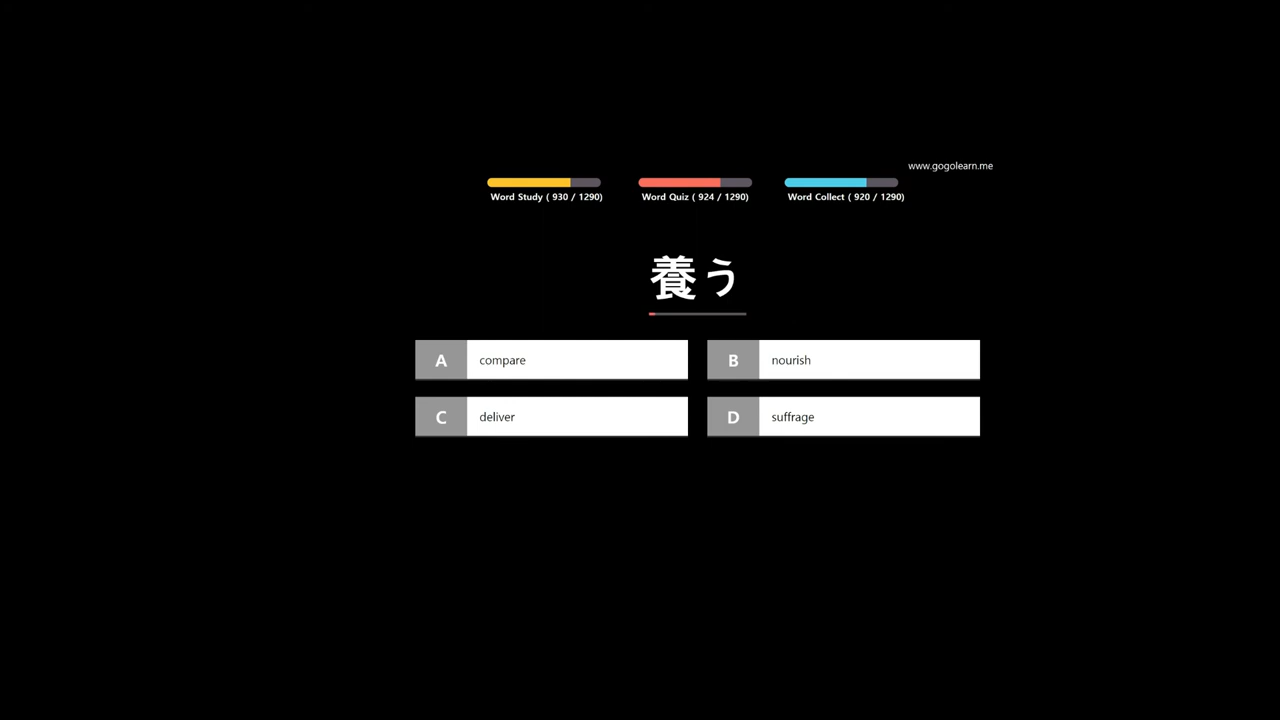 www.gogolearn.me
Word Study ( 930 / 1290) Word Quiz ( 924 / 1290) Word Collect ( 920 / 1290)
養う
A compare B nourish
C deliver D suffrage